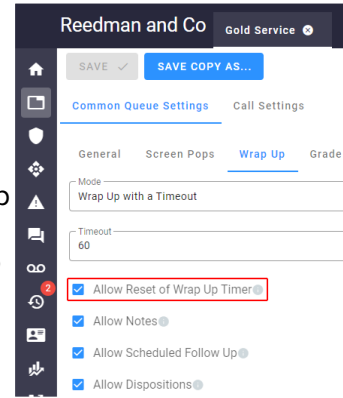 Reedman and Co Gold Service
SAVE SAVE COPY AS...
Common Queue Settings Call Settings
General Screen Pops Wrap Up Grade
Mode
Wrap Up with a Timeout
Timeout
60
2
Allow Reset of Wrap Up Timer
Allow Notes
Allow Scheduled Follow Up
Allow Dispositions